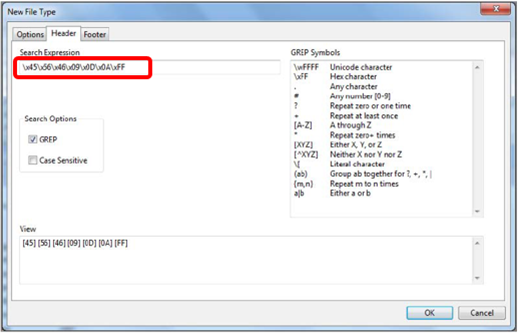 New File Type
Options Header Footer
Search Expression
\x45\x56\x46\x09\x0D\x0A\xFF
Search Options
GREP
Case Sensitive
GREP Symbols
\wFFFF Unicode character
\xFF Hex character
. Any character
# Any number [0-9]
? Repeat zero or one time
+ Repeat at least once
[A-Z] A through Z
* Repeat zero+ times
[XYZ] Either X, Y, or Z
[^XYZ] Neither X nor Y nor Z
\[ Literal character
(ab) Group ab together for ?, +, *, |
{m,n} Repeat m to n times
a|b Either a or b
View
[45] [56] [46] [09] [0D] [0A] [FF]
OK Cancel